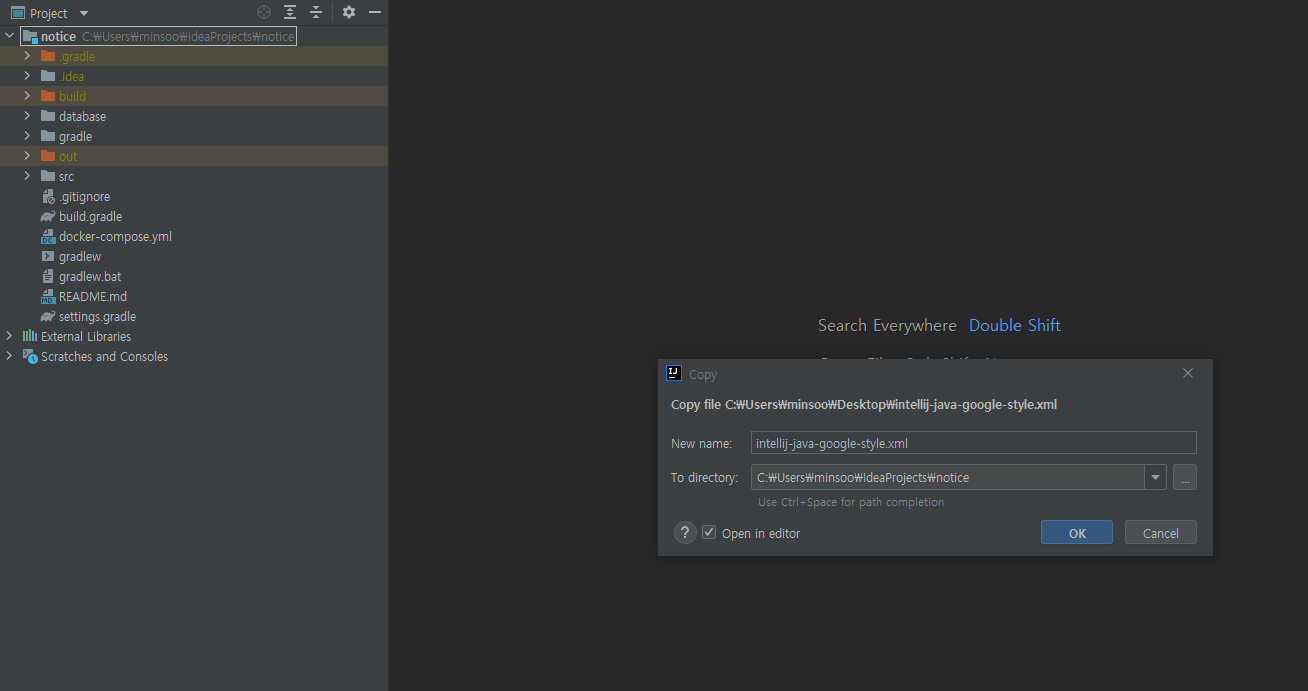 Project
notice C:₩Users₩minsoo₩IdeaProjects₩notice
.gradle
.idea
build
database
gradle
out
src
.gitignore
build.gradle
DC docker-compose.yml
gradlew
gradlew.bat
MD README.md
settings.gradle
External Libraries
Scratches and Consoles
Search Everywhere Double Shift
IJ Copy
Copy file C:₩Users₩minsoo₩Desktop₩intellij-java-google-style.xml
New name: intellij-java-google-style.xml
To directory: C:₩Users₩minsoo₩IdeaProjects₩notice ...
Use Ctrl+Space for path completion
? Open in editor OK Cancel